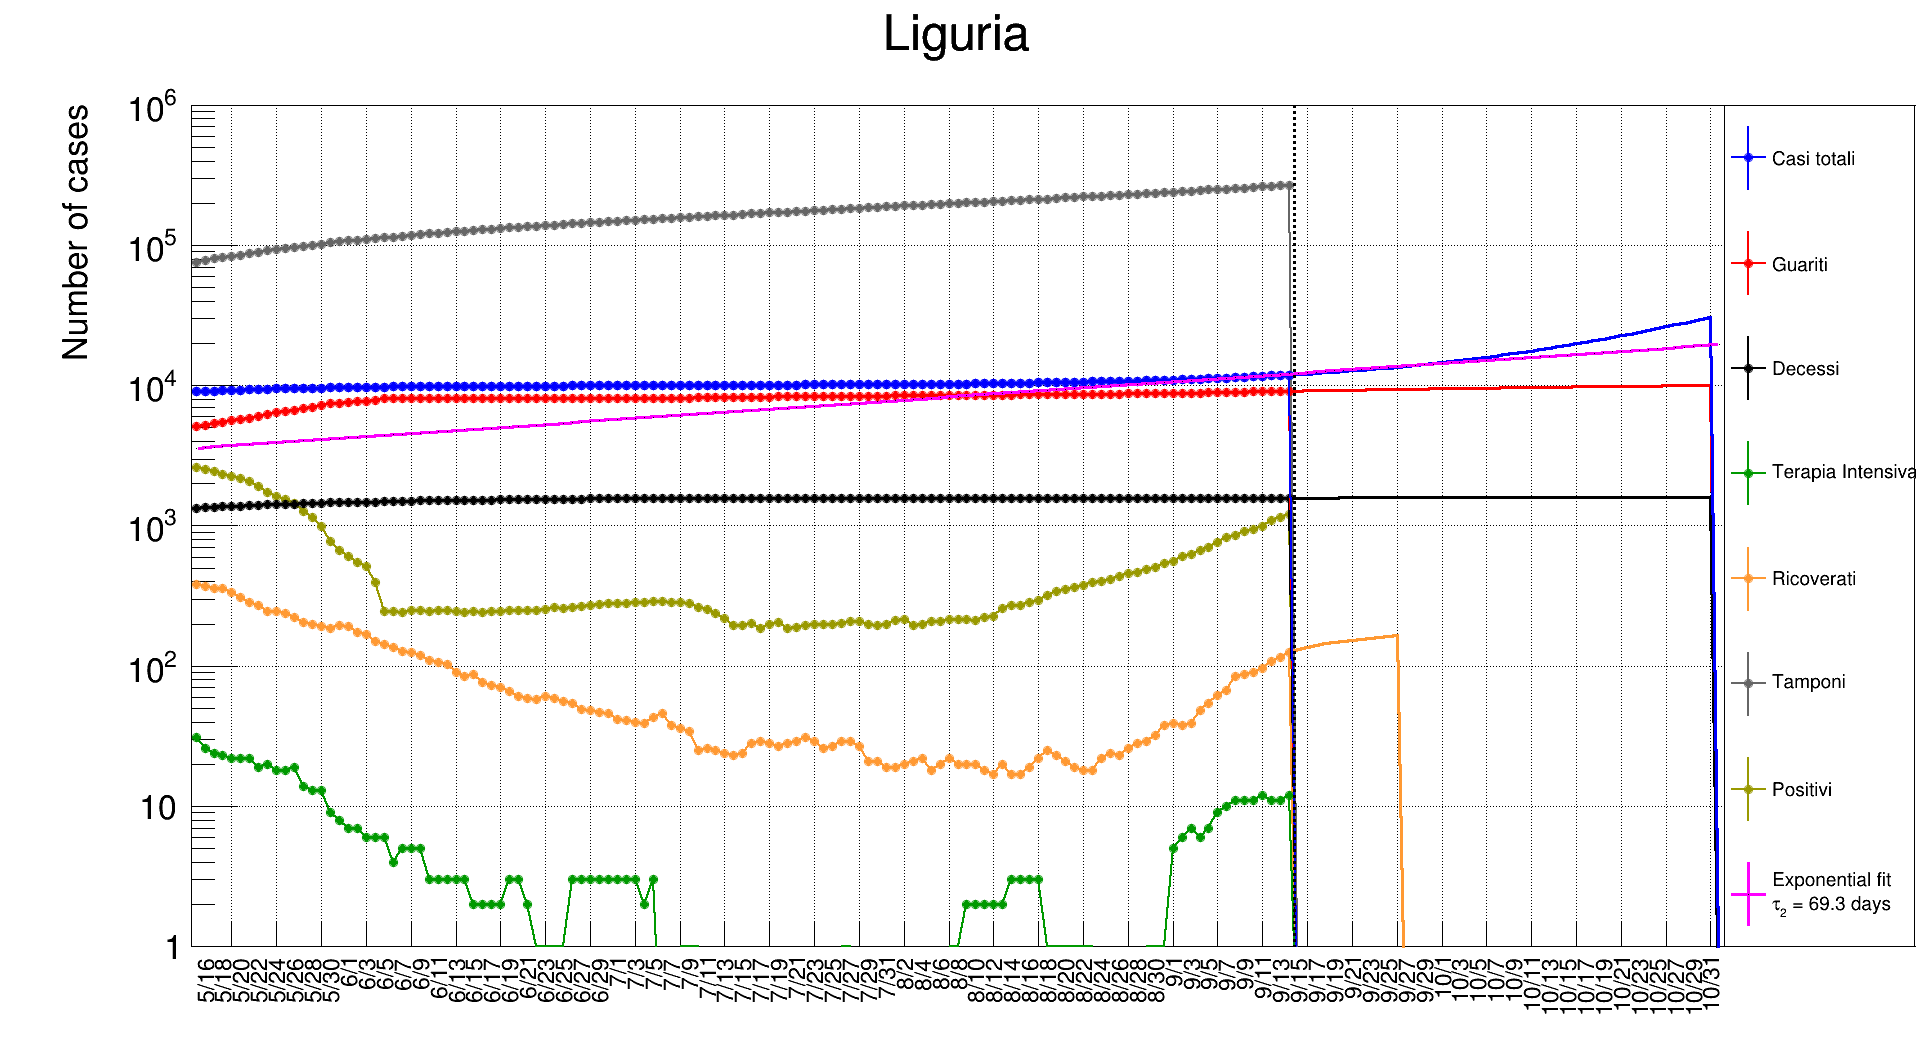 Liguria
Number of cases
10^6
10^5
10^4
10^3
10^2
10
1
5/16 5/18 5/20 5/22 5/24 5/26 5/28 5/30 6/1 6/3 6/5 6/7 6/9 6/11 6/13 6/15 6/17 6/19 6/21 6/23 6/25 6/27 6/29 7/1 7/3 7/5 7/7 7/9 7/11 7/13 7/15 7/17 7/19 7/21 7/23 7/25 7/27 7/29 7/31 8/2 8/4 8/6 8/8 8/10 8/12 8/14 8/16 8/18 8/20 8/22 8/24 8/26 8/28 8/30 9/1 9/3 9/5 9/7 9/9 9/11 9/13 9/15 9/17 9/19 9/21 9/23 9/25 9/27 9/29 10/1 10/3 10/5 10/7 10/9 10/11 10/13 10/15 10/17 10/19 10/21 10/23 10/25 10/27 10/29 10/31
Casi totali
Guariti
Decessi
Terapia Intensiva
Ricoverati
Tamponi
Positivi
Exponential fit
τ₂ = 69.3 days